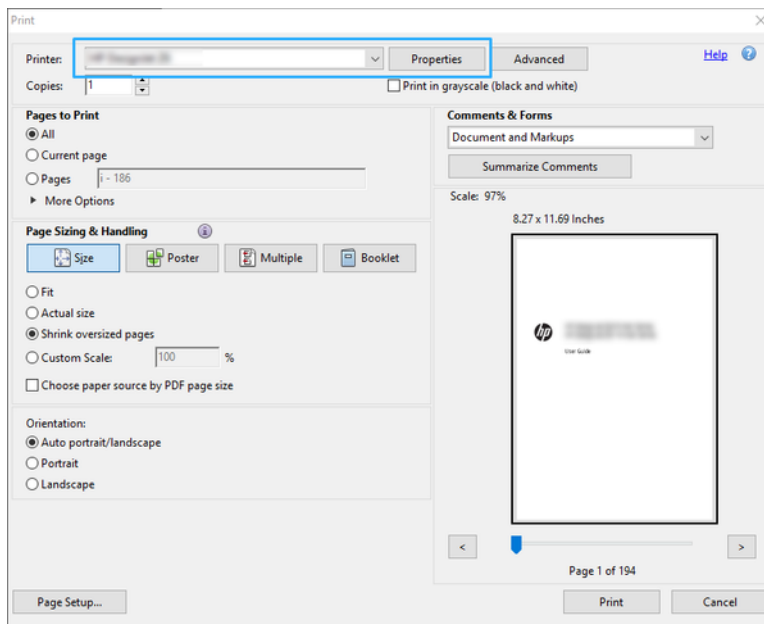 Print
Printer:
Properties
Advanced
Help
?
Copies:
1
Print in grayscale (black and white)
Pages to Print
All
Current page
Pages
i - 186
More Options
Comments & Forms
Document and Markups
Summarize Comments
Scale: 97%
8.27 x 11.69 Inches
hp
User Guide
Page Sizing & Handling
i
Size
Poster
Multiple
Booklet
Fit
Actual size
Shrink oversized pages
Custom Scale:
100
%
Choose paper source by PDF page size
Orientation:
Auto portrait/landscape
Portrait
Landscape
<
>
Page 1 of 194
Page Setup...
Print
Cancel